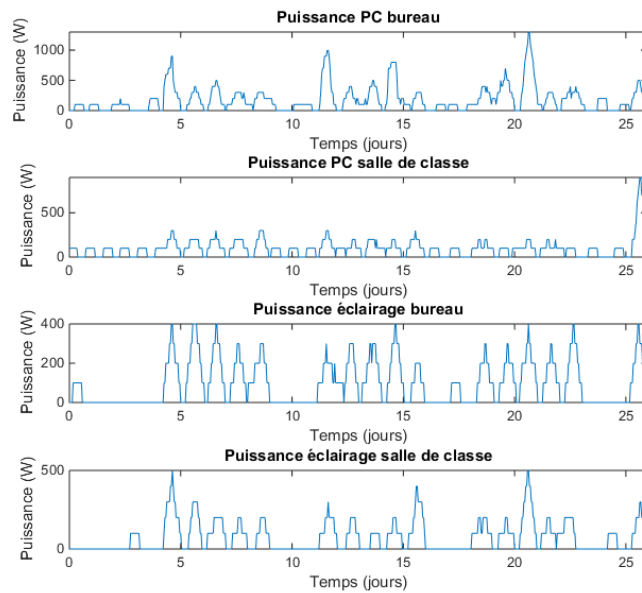 Puissance PC bureau
Puissance (W)
1000
500
0
0 5 10 15 20 25
Temps (jours)
Puissance PC salle de classe
Puissance (W)
500
0
0 5 10 15 20 25
Temps (jours)
Puissance éclairage bureau
Puissance (W)
400
200
0
0 5 10 15 20 25
Temps (jours)
Puissance éclairage salle de classe
Puissance (W)
500
0
0 5 10 15 20 25
Temps (jours)